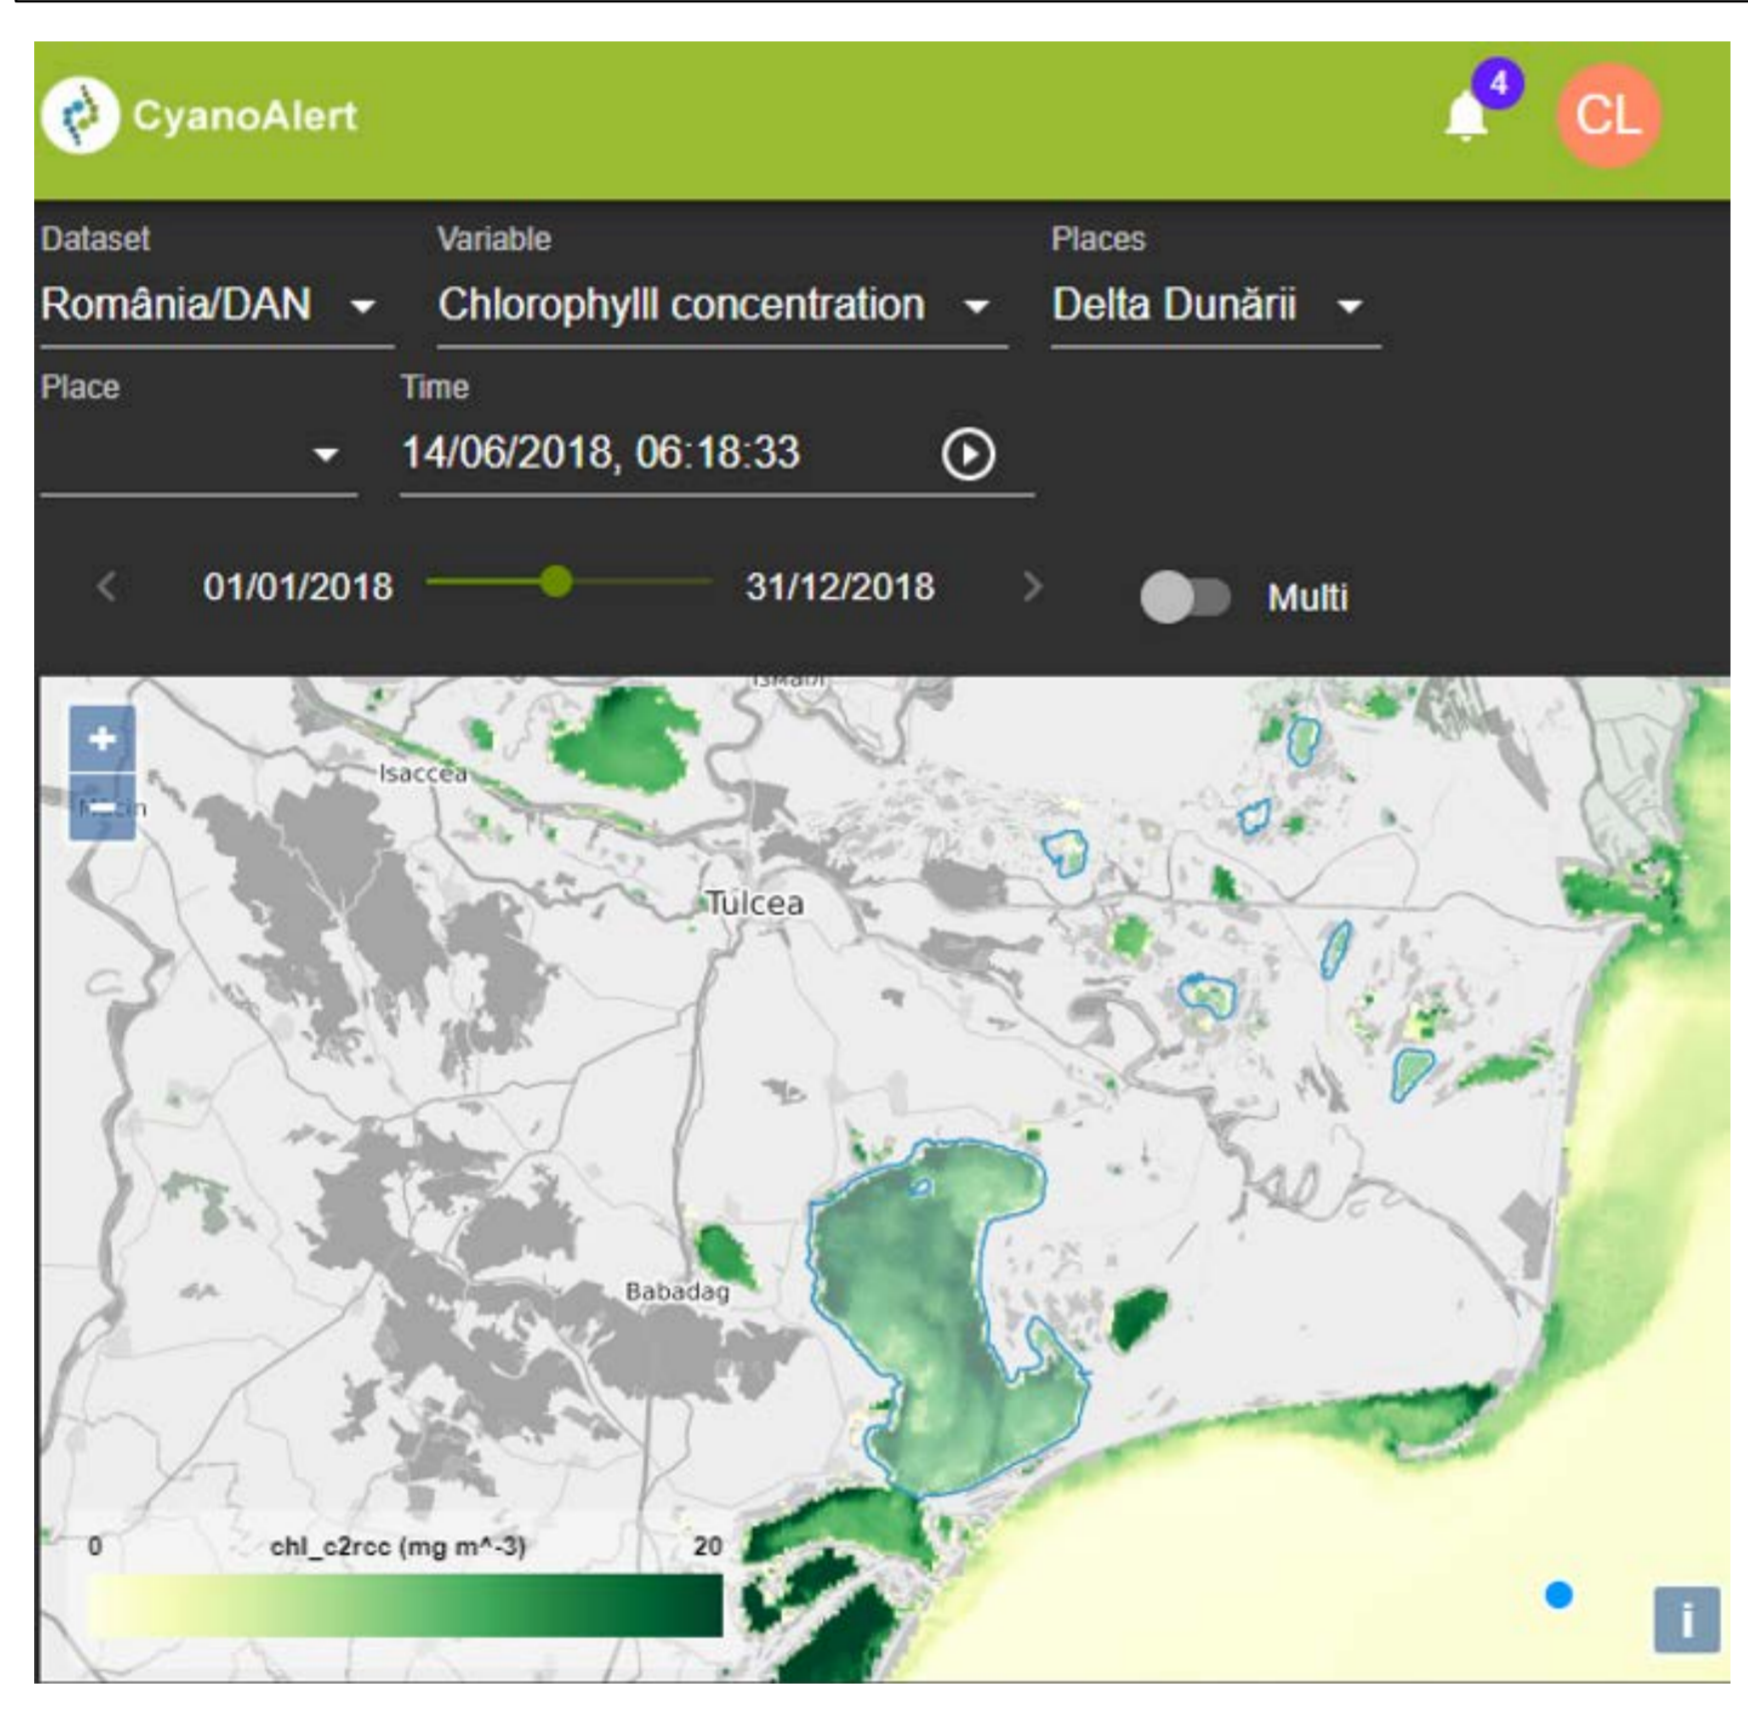 CyanoAlert
4
CL
Dataset
Variable
Places
România/DAN
Chlorophylll concentration
Delta Dunării
Place
Time
14/06/2018, 06:18:33
01/01/2018
31/12/2018
Multi
+
Isaccea
−
Tulcea
Babadag
0
chl_c2rcc (mg m^-3)
20
i